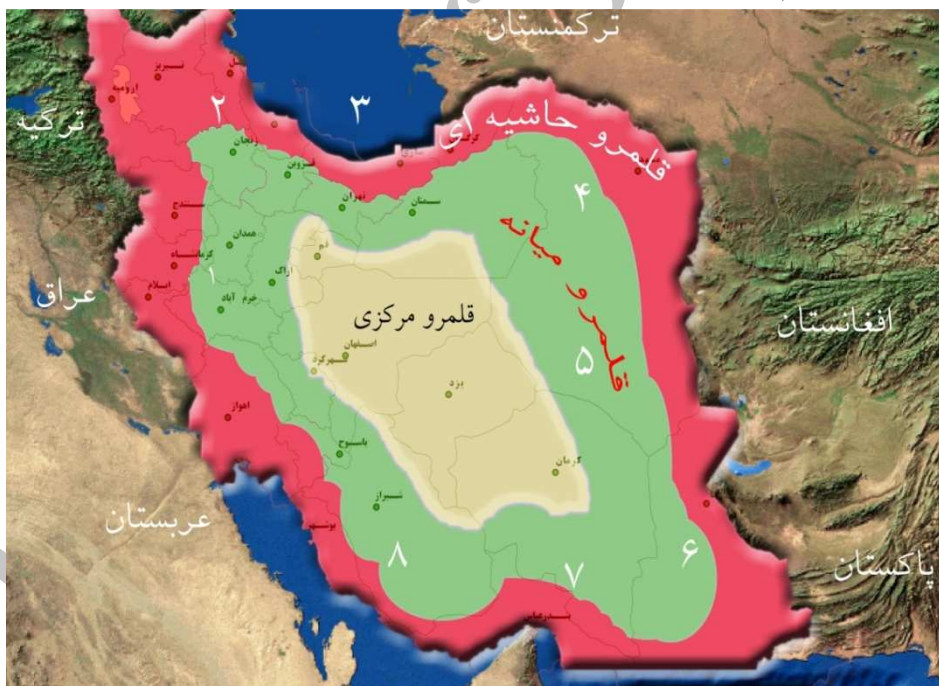 ترکمنستان
قلمرو حاشیه ای
۲
۳
تبریز
ارومیه
ترکیه
زنجان
قزوین
تهران
سمنان
۴
سنندج
همدان
کرمانشاه
قم
اراک
۱
ایلام
خرم آباد
قلمرو میانه
عراق
قلمرو مرکزی
افغانستان
اصفهان
شهرکرد
۵
یزد
اهواز
یاسوج
کرمان
شیراز
بوشهر
عربستان
۸
۷
۶
پاکستان
بندرعباس